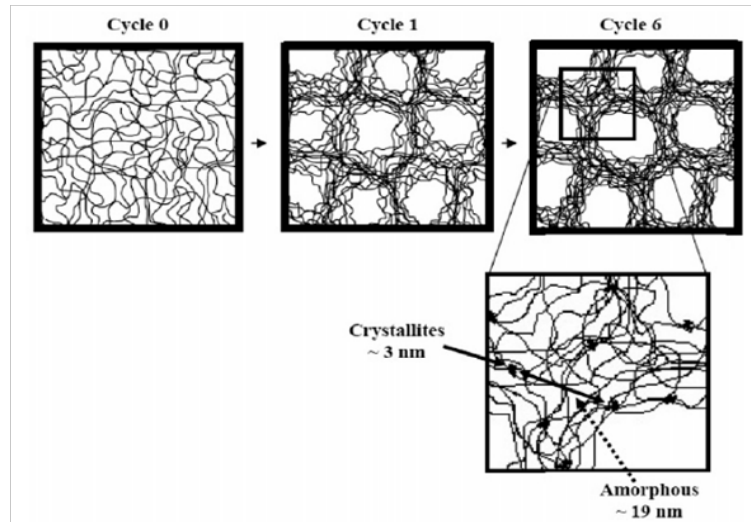 Cycle 0
Cycle 1
Cycle 6
Crystallites
~ 3 nm
Amorphous
~ 19 nm